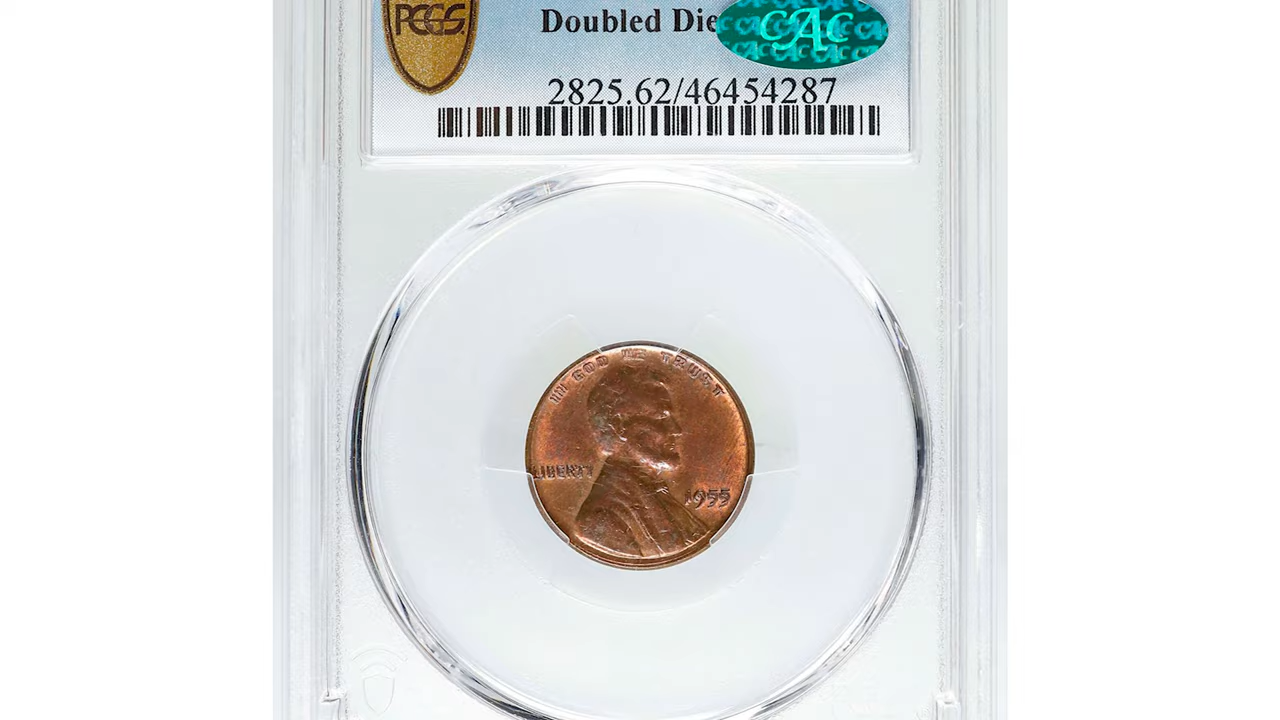 PCGS
Doubled Die
CAC
2825.62/46454287
IN GOD WE TRUST
LIBERTY
1955